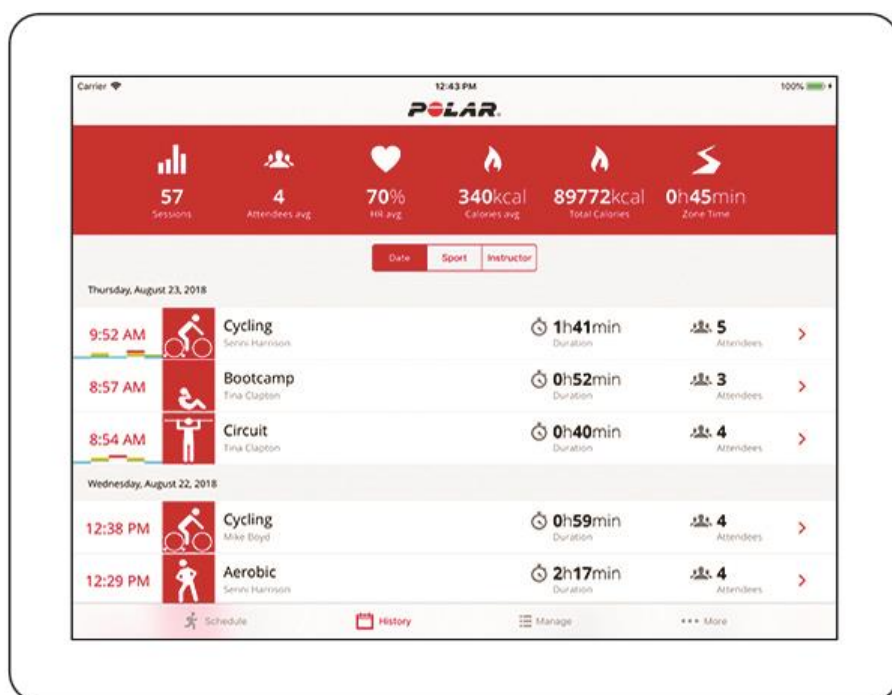 Carrier
12:43 PM
100%
POLAR.
57
Sessions
4
Attendees avg
70%
HR avg
340kcal
Calories avg
89772kcal
Total Calories
0h45min
Zone Time
Date
Sport
Instructor
Thursday, August 23, 2018
9:52 AM
Cycling
Senni Harrison
1h41min
Duration
5
Attendees
8:57 AM
Bootcamp
Tina Clapton
0h52min
Duration
3
Attendees
8:54 AM
Circuit
Tina Clapton
0h40min
Duration
4
Attendees
Wednesday, August 22, 2018
12:38 PM
Cycling
Mike Boyd
0h59min
Duration
4
Attendees
12:29 PM
Aerobic
Senni Harrison
2h17min
Duration
4
Attendees
Schedule
History
Manage
More